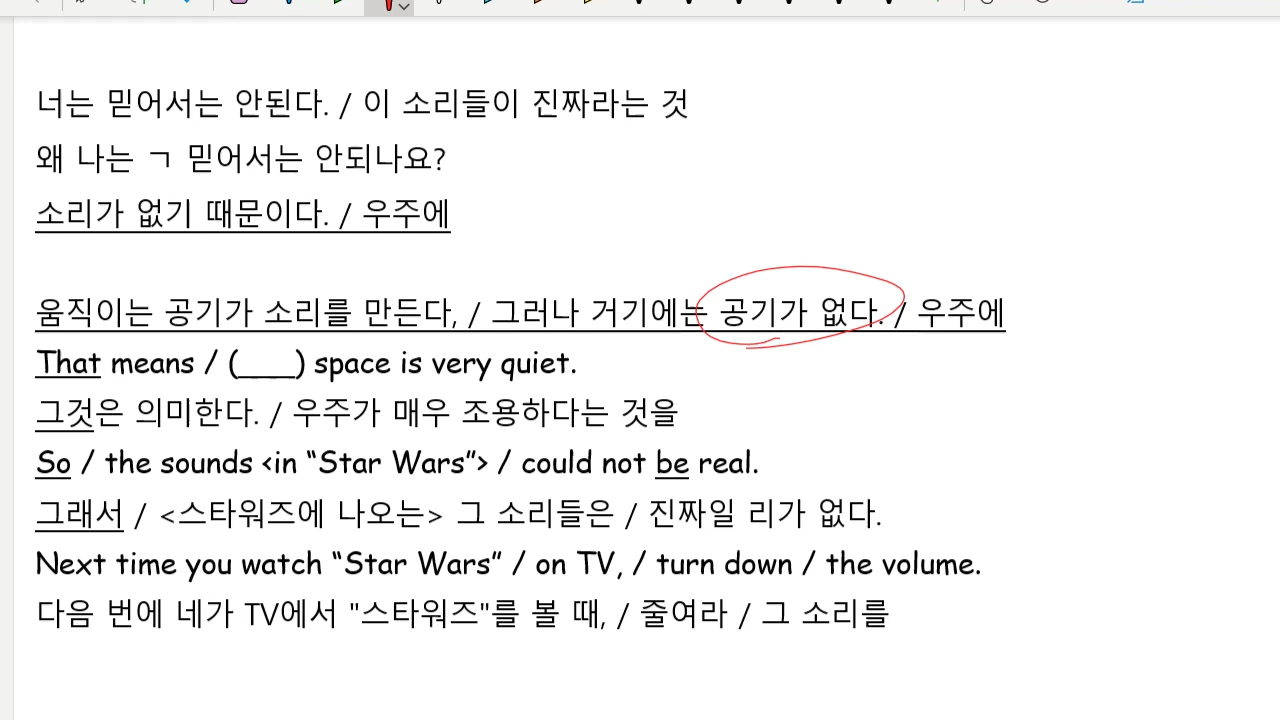 너는 믿어서는 안된다. / 이 소리들이 진짜라는 것
왜 나는 ㄱ 믿어서는 안되나요?
소리가 없기 때문이다. / 우주에
움직이는 공기가 소리를 만든다, / 그러나 거기에는 공기가 없다. / 우주에
That means / (____) space is very quiet.
그것은 의미한다. / 우주가 매우 조용하다는 것을
So / the sounds <in “Star Wars”> / could not be real.
그래서 / <스타워즈에 나오는> 그 소리들은 / 진짜일 리가 없다.
Next time you watch “Star Wars” / on TV, / turn down / the volume.
다음 번에 네가 TV에서 "스타워즈"를 볼 때, / 줄여라 / 그 소리를